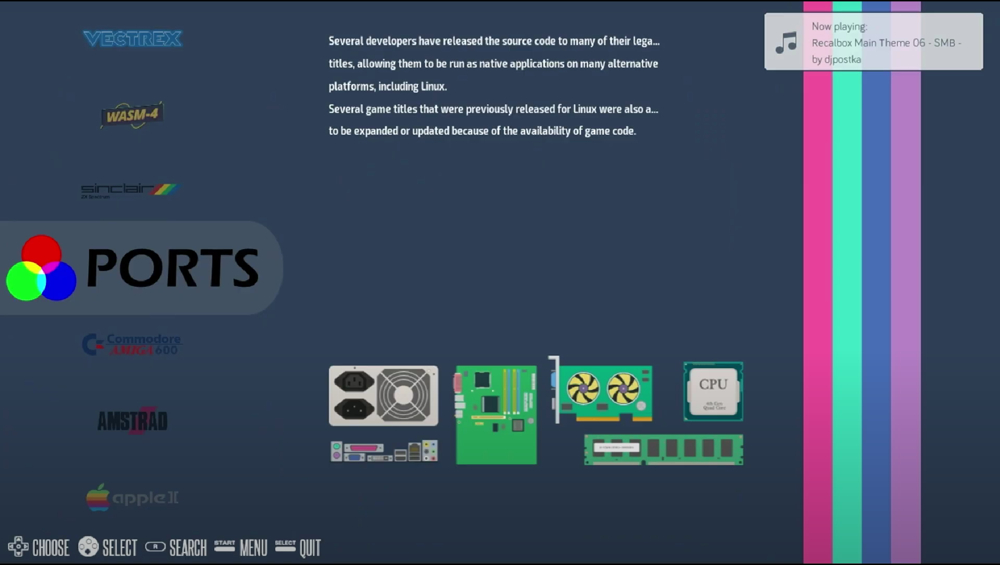 VECTREX
WASM-4
sinclair
ZX Spectrum
PORTS
Commodore
AMIGA 600
AMSTRAD
apple ][
Several developers have released the source code to many of their lega...
titles, allowing them to be run as native applications on many alternative
platforms, including Linux.
Several game titles that were previously released for Linux were also a...
to be expanded or updated because of the availability of game code.
Now playing:
Recalbox Main Theme 06 - SMB -
by djpostka
CPU
4th Gen
Quad Core
CHOOSE SELECT R SEARCH START MENU SELECT QUIT